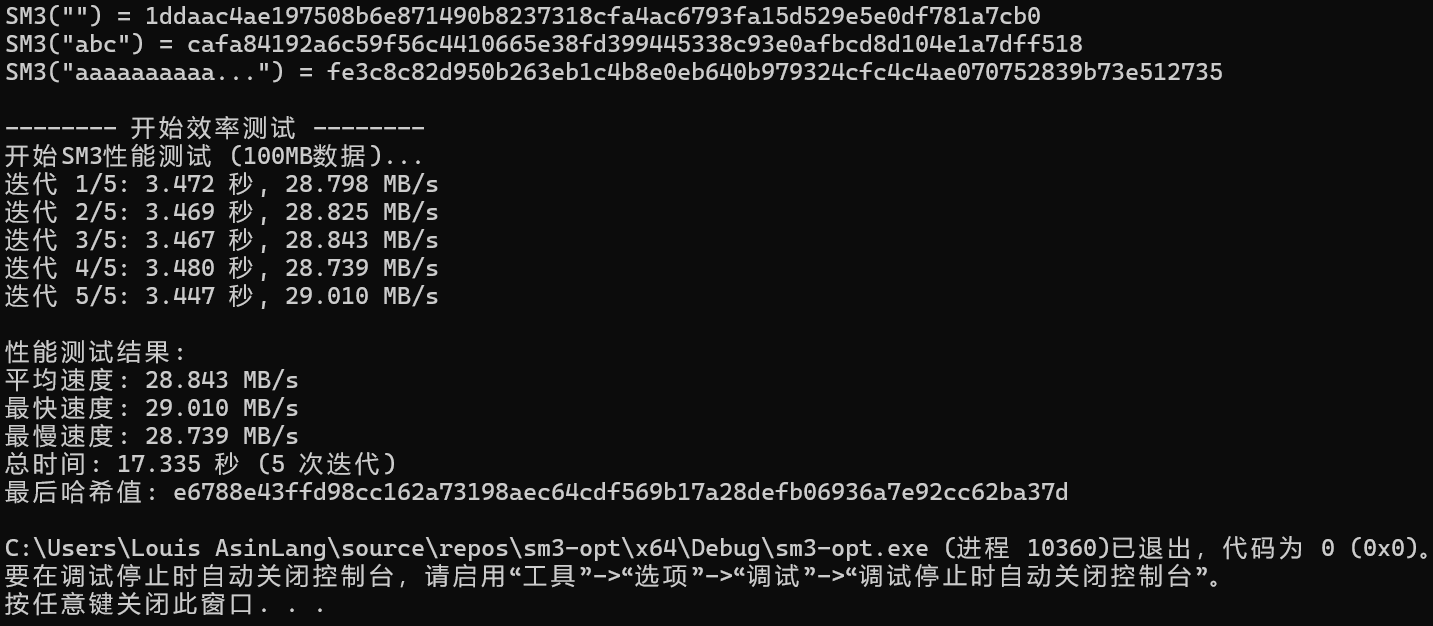 SM3("") = 1ddaac4ae197508b6e871490b8237318cfa4ac6793fa15d529e5e0df781a7cb0
SM3("abc") = cafa84192a6c59f56c4410665e38fd399445338c93e0afbcd8d104e1a7dff518
SM3("aaaaaaaaaa...") = fe3c8c82d950b263eb1c4b8e0eb640b979324cfc4c4ae070752839b73e512735
-------- 开始效率测试 --------
开始SM3性能测试 (100MB数据)...
迭代 1/5: 3.472 秒, 28.798 MB/s
迭代 2/5: 3.469 秒, 28.825 MB/s
迭代 3/5: 3.467 秒, 28.843 MB/s
迭代 4/5: 3.480 秒, 28.739 MB/s
迭代 5/5: 3.447 秒, 29.010 MB/s
性能测试结果:
平均速度: 28.843 MB/s
最快速度: 29.010 MB/s
最慢速度: 28.739 MB/s
总时间: 17.335 秒 (5 次迭代)
最后哈希值: e6788e43ffd98cc162a73198aec64cdf569b17a28defb06936a7e92cc62ba37d
C:\Users\Louis AsinLang\source\repos\sm3-opt\x64\Debug\sm3-opt.exe (进程 10360)已退出，代码为 0 (0x0)。
要在调试停止时自动关闭控制台，请启用“工具”->“选项”->“调试”->“调试停止时自动关闭控制台”。
按任意键关闭此窗口. . .